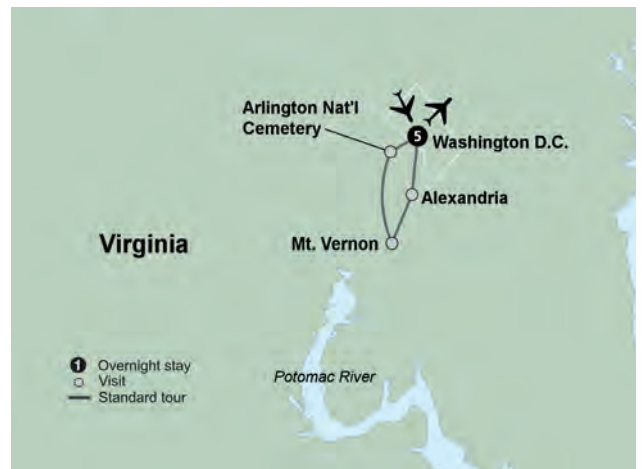 Arlington Nat'l
Cemetery
5
Washington D.C.
Alexandria
Virginia
Mt. Vernon
Potomac River
1 Overnight stay
Visit
Standard tour